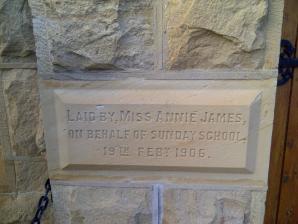 LAID BY, MISS ANNIE JAMES,
ON BEHALF OF SUNDAY SCHOOL.
19TH FEBY 1906.